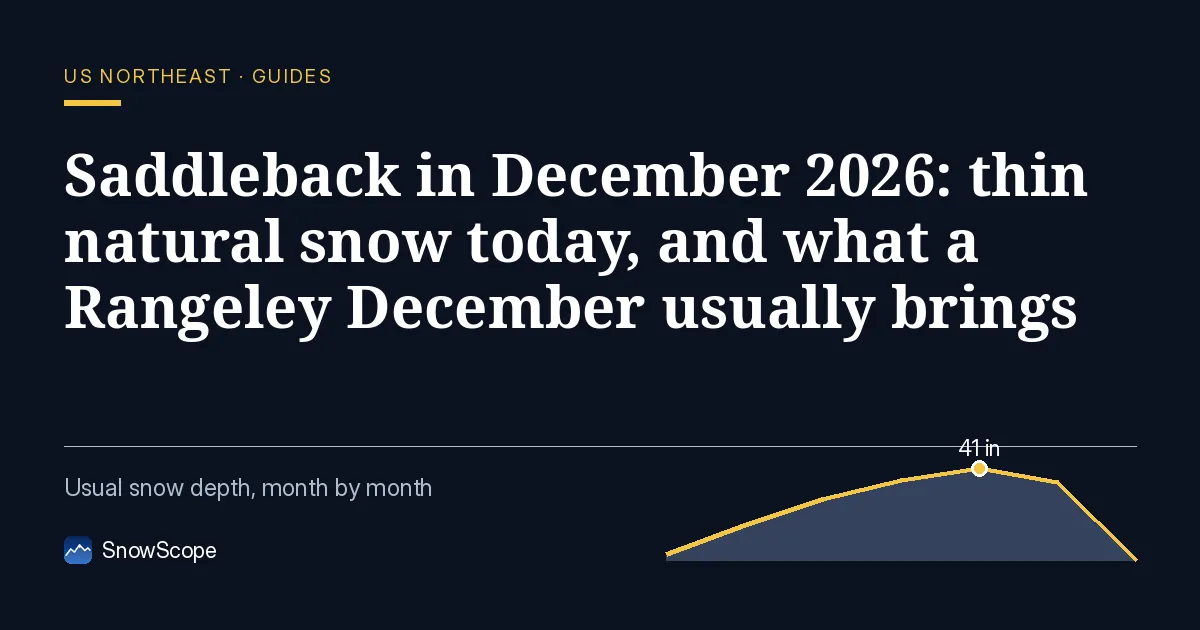 US NORTHEAST · GUIDES
Saddleback in December 2026: thin
natural snow today, and what a
Rangeley December usually brings
41 in
Usual snow depth, month by month
SnowScope